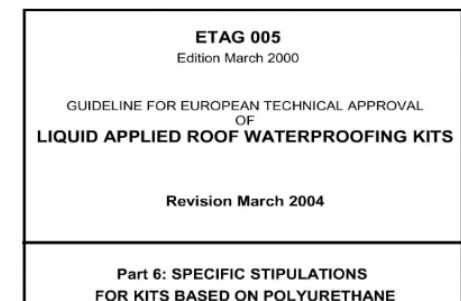 ETAG 005
Edition March 2000
GUIDELINE FOR EUROPEAN TECHNICAL APPROVAL
OF
LIQUID APPLIED ROOF WATERPROOFING KITS
Revision March 2004
Part 6: SPECIFIC STIPULATIONS
FOR KITS BASED ON POLYURETHANE